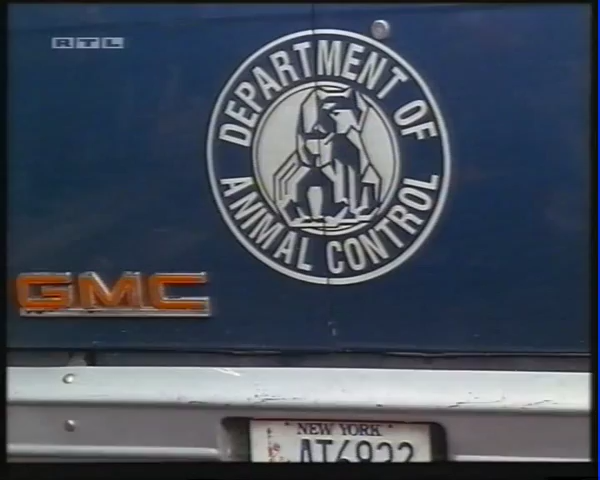 RTL
DEPARTMENT OF
ANIMAL CONTROL
GMC
NEW YORK